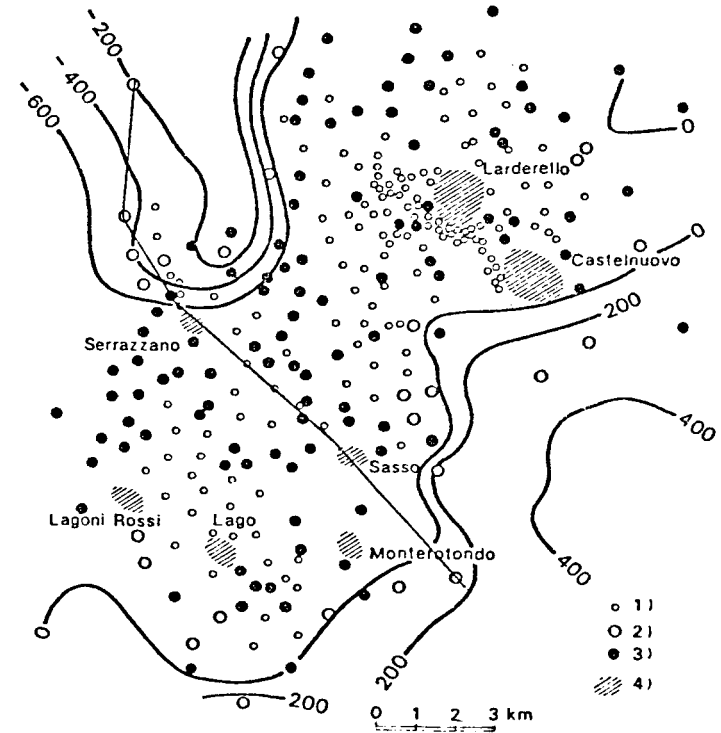 -200
-400
-600
0
Larderello
0
Castelnuovo
200
Serrazzano
400
Sasso
Lagoni Rossi
Lago
Monterotondo
400
1)
0
2)
3)
200
4)
200
0 1 2 3 km